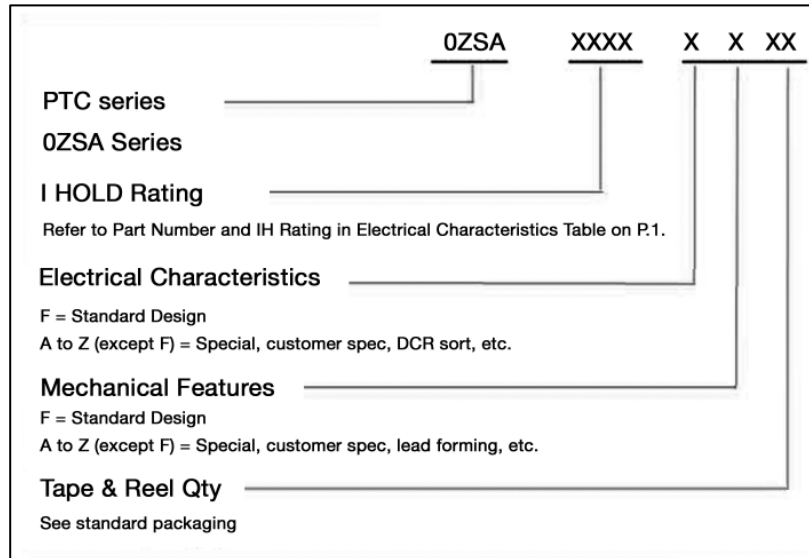 0ZSA XXXX X X XX
PTC series
0ZSA Series
I HOLD Rating
Refer to Part Number and IH Rating in Electrical Characteristics Table on P.1.
Electrical Characteristics
F = Standard Design
A to Z (except F) = Special, customer spec, DCR sort, etc.
Mechanical Features
F = Standard Design
A to Z (except F) = Special, customer spec, lead forming, etc.
Tape & Reel Qty
See standard packaging